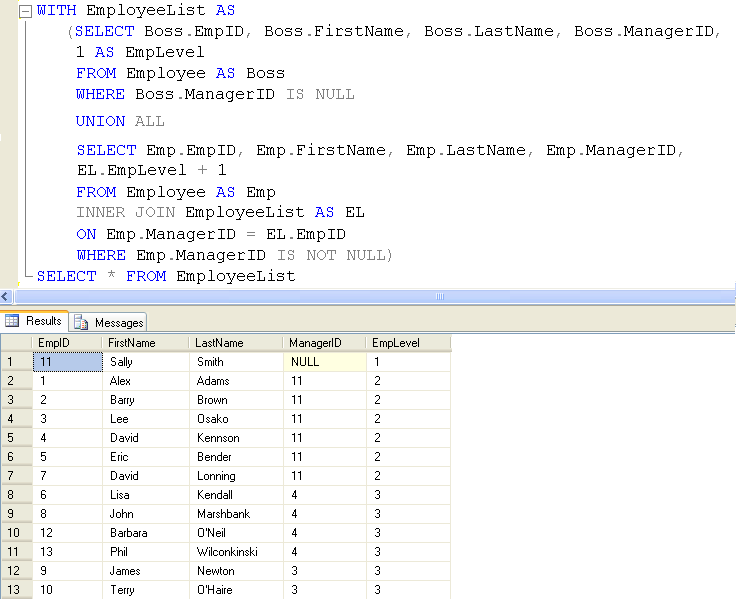 WITH EmployeeList AS
(SELECT Boss.EmpID, Boss.FirstName, Boss.LastName, Boss.ManagerID,
1 AS EmpLevel
FROM Employee AS Boss
WHERE Boss.ManagerID IS NULL
UNION ALL
SELECT Emp.EmpID, Emp.FirstName, Emp.LastName, Emp.ManagerID,
EL.EmpLevel + 1
FROM Employee AS Emp
INNER JOIN EmployeeList AS EL
ON Emp.ManagerID = EL.EmpID
WHERE Emp.ManagerID IS NOT NULL)
SELECT * FROM EmployeeList
Results Messages
EmpID FirstName LastName ManagerID EmpLevel
1 11 Sally Smith NULL 1
2 1 Alex Adams 11 2
3 2 Barry Brown 11 2
4 3 Lee Osako 11 2
5 4 David Kennson 11 2
6 5 Eric Bender 11 2
7 7 David Lonning 11 2
8 6 Lisa Kendall 4 3
9 8 John Marshbank 4 3
10 12 Barbara O'Neil 4 3
11 13 Phil Wilconkinski 4 3
12 9 James Newton 3 3
13 10 Terry O'Haire 3 3